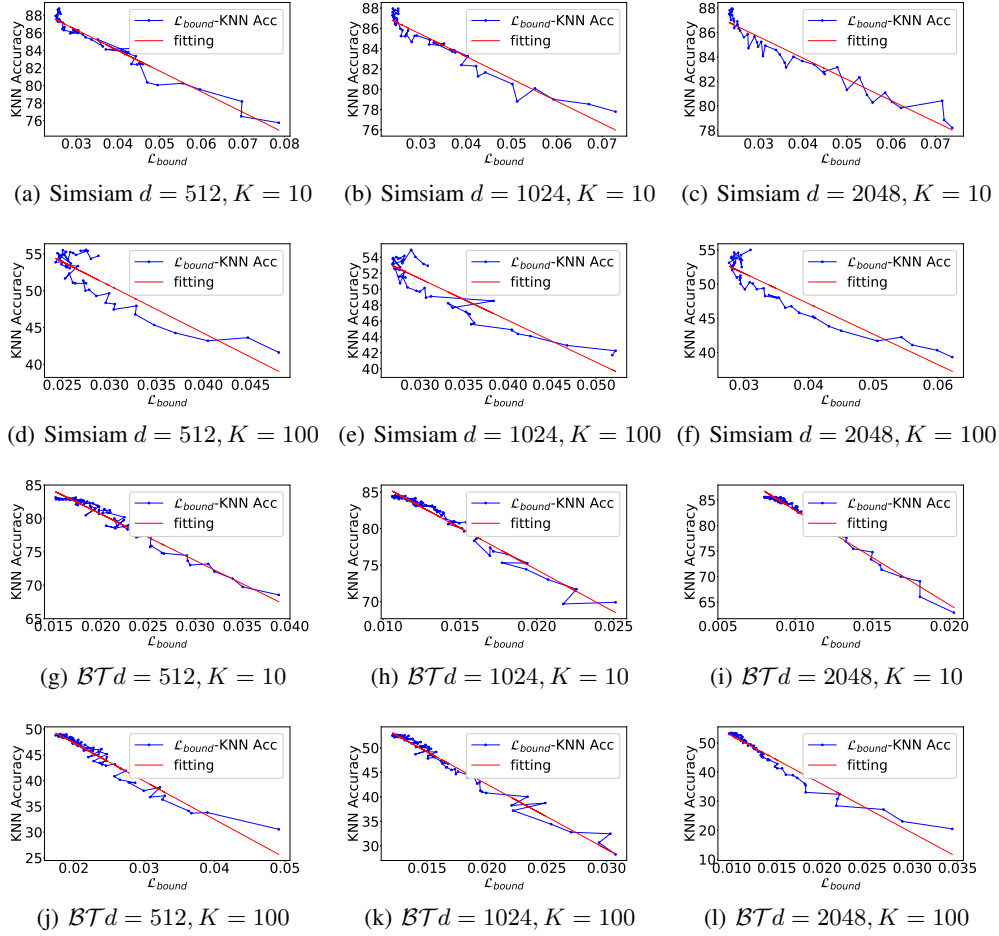 88
86
84
82
80
78
76
KNN Accuracy
𝓛bound-KNN Acc
fitting
0.03 0.04 0.05 0.06 0.07 0.08
𝓛bound
(a) Simsiam d = 512, K = 10
88
86
84
82
80
78
76
KNN Accuracy
𝓛bound-KNN Acc
fitting
0.03 0.04 0.05 0.06 0.07
𝓛bound
(b) Simsiam d = 1024, K = 10
88
86
84
82
80
78
KNN Accuracy
𝓛bound-KNN Acc
fitting
0.03 0.04 0.05 0.06 0.07
𝓛bound
(c) Simsiam d = 2048, K = 10
55
50
45
40
KNN Accuracy
𝓛bound-KNN Acc
fitting
0.025 0.030 0.035 0.040 0.045
𝓛bound
(d) Simsiam d = 512, K = 100
54
52
50
48
46
44
42
40
KNN Accuracy
𝓛bound-KNN Acc
fitting
0.030 0.035 0.040 0.045 0.050
𝓛bound
(e) Simsiam d = 1024, K = 100
55
50
45
40
KNN Accuracy
𝓛bound-KNN Acc
fitting
0.03 0.04 0.05 0.06
𝓛bound
(f) Simsiam d = 2048, K = 100
85
80
75
70
65
KNN Accuracy
𝓛bound-KNN Acc
fitting
0.015 0.020 0.025 0.030 0.035 0.040
𝓛bound
(g) 𝓑𝓣 d = 512, K = 10
85
80
75
70
KNN Accuracy
𝓛bound-KNN Acc
fitting
0.010 0.015 0.020 0.025
𝓛bound
(h) 𝓑𝓣 d = 1024, K = 10
85
80
75
70
65
KNN Accuracy
𝓛bound-KNN Acc
fitting
0.005 0.010 0.015 0.020
𝓛bound
(i) 𝓑𝓣 d = 2048, K = 10
50
45
40
35
30
25
KNN Accuracy
𝓛bound-KNN Acc
fitting
0.02 0.03 0.04 0.05
𝓛bound
(j) 𝓑𝓣 d = 512, K = 100
50
45
40
35
30
KNN Accuracy
𝓛bound-KNN Acc
fitting
0.015 0.020 0.025 0.030
𝓛bound
(k) 𝓑𝓣 d = 1024, K = 100
50
40
30
20
10
KNN Accuracy
𝓛bound-KNN Acc
fitting
0.010 0.015 0.020 0.025 0.030 0.035
𝓛bound
(l) 𝓑𝓣 d = 2048, K = 100